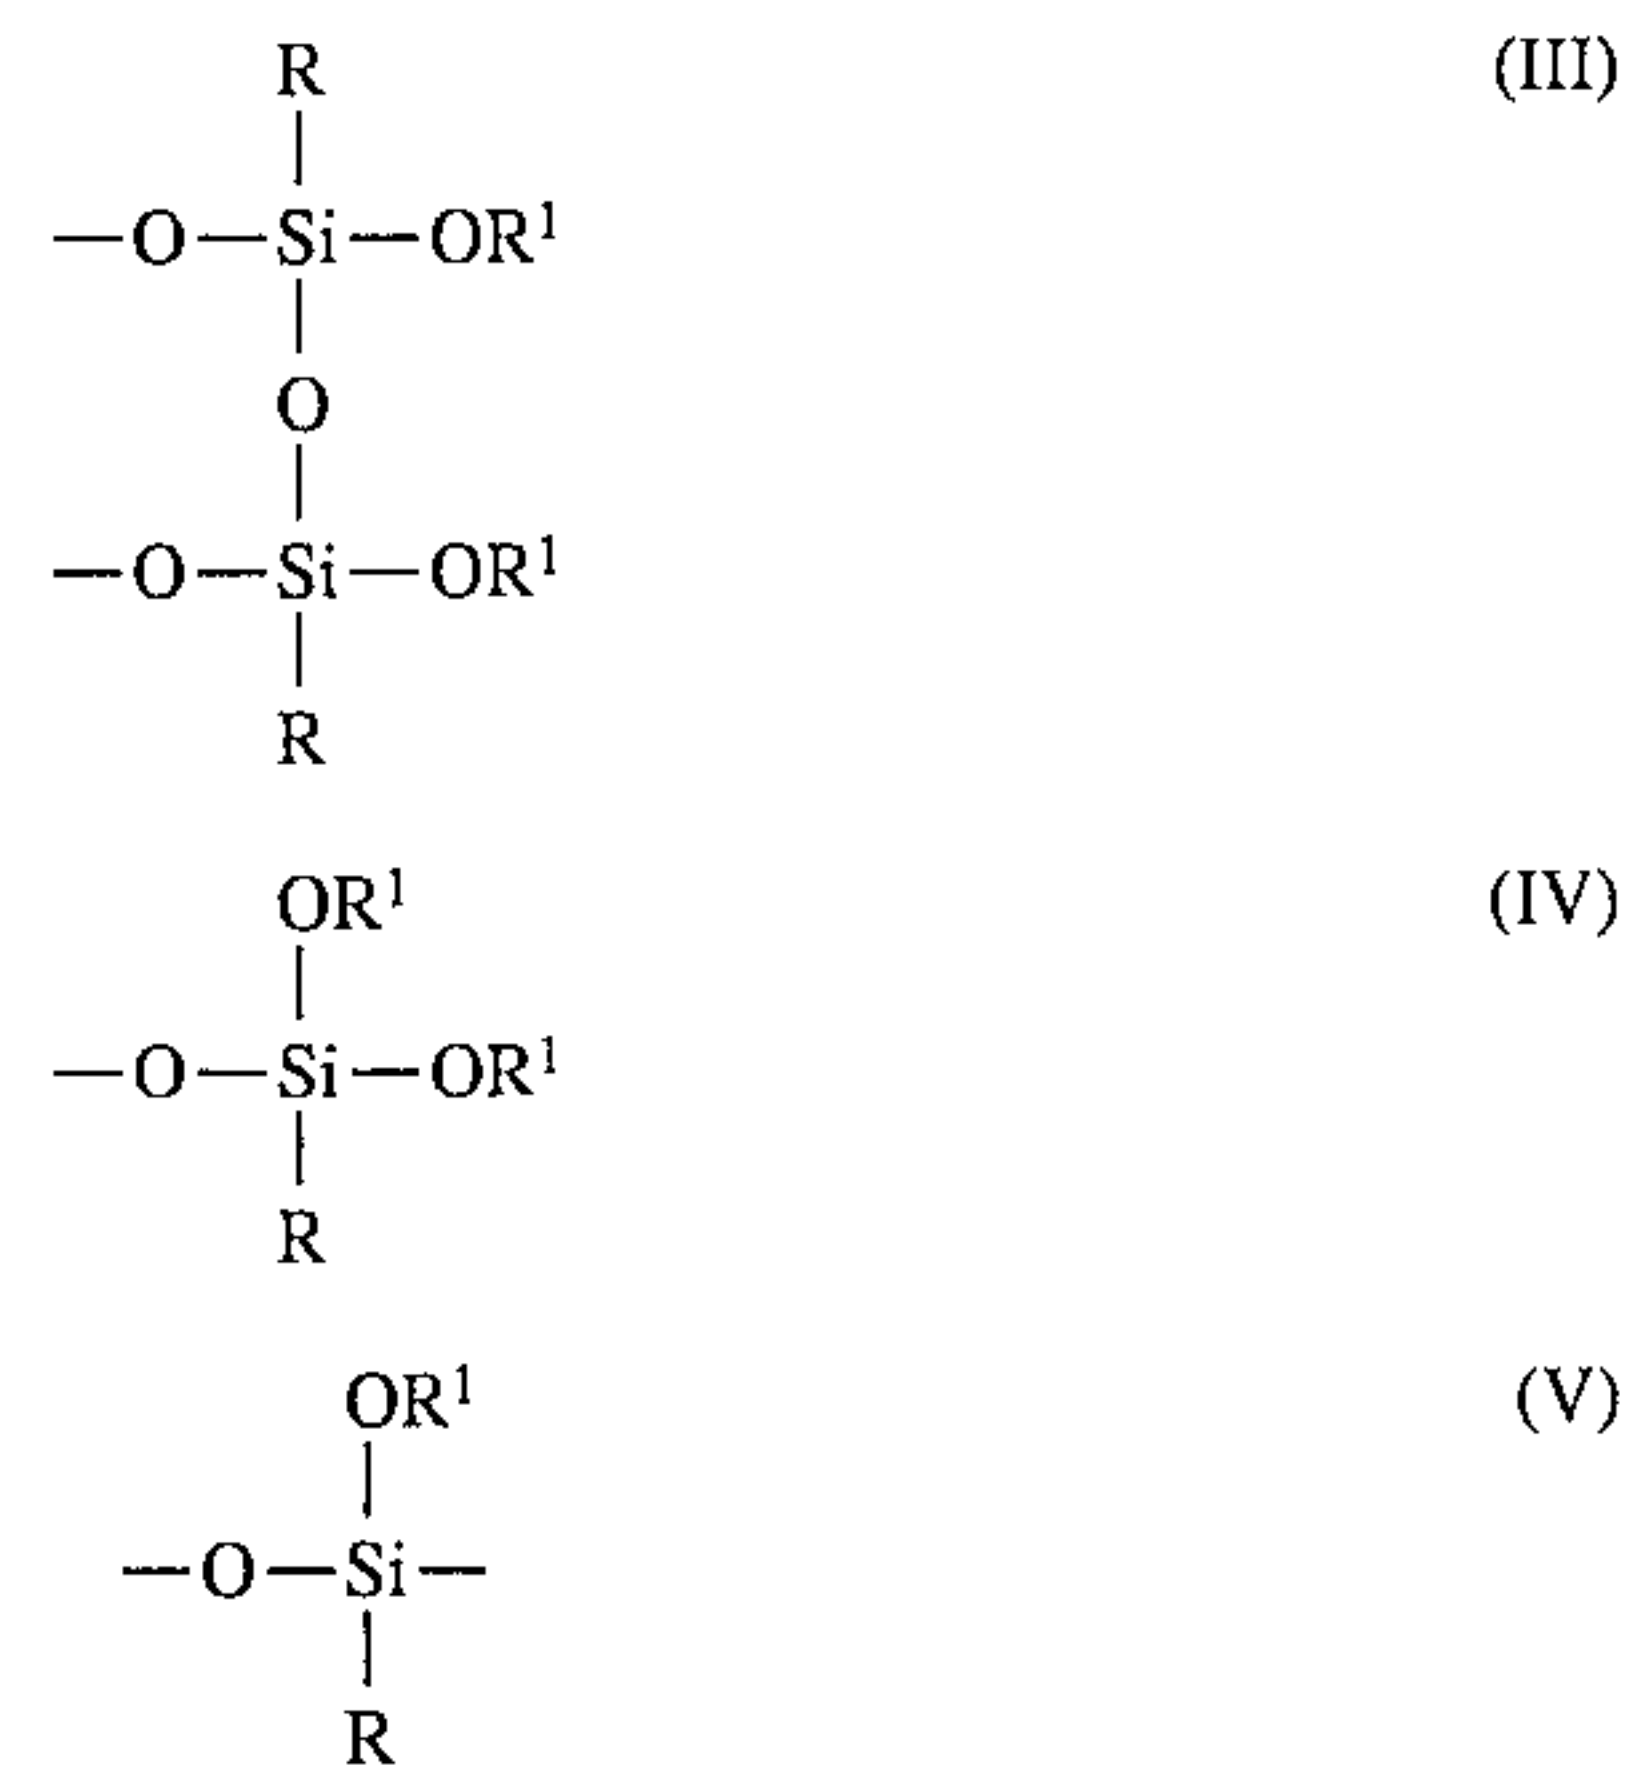 R (III)
—O—Si—OR¹
O
—O—Si—OR¹
R
OR¹ (IV)
—O—Si—OR¹
R
OR¹ (V)
—O—Si—
R